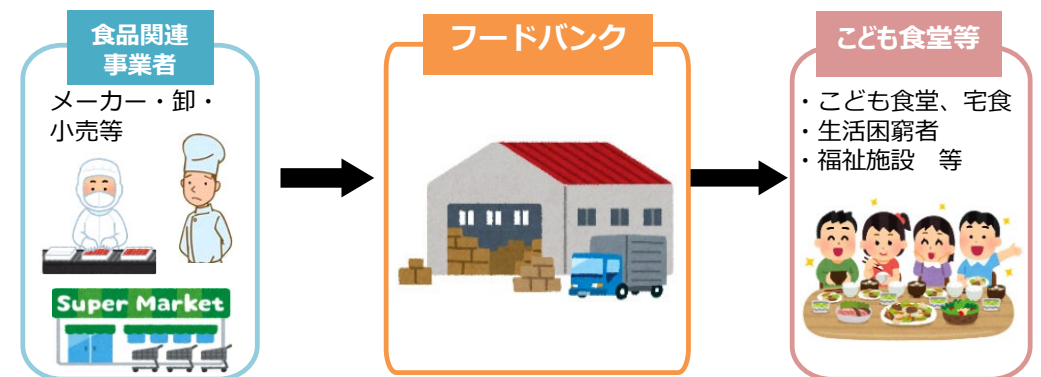 食品関連
事業者
メーカー・卸・
小売等
Super Market
フードバンク
こども食堂等
・こども食堂、宅食
・生活困窮者
・福祉施設　等